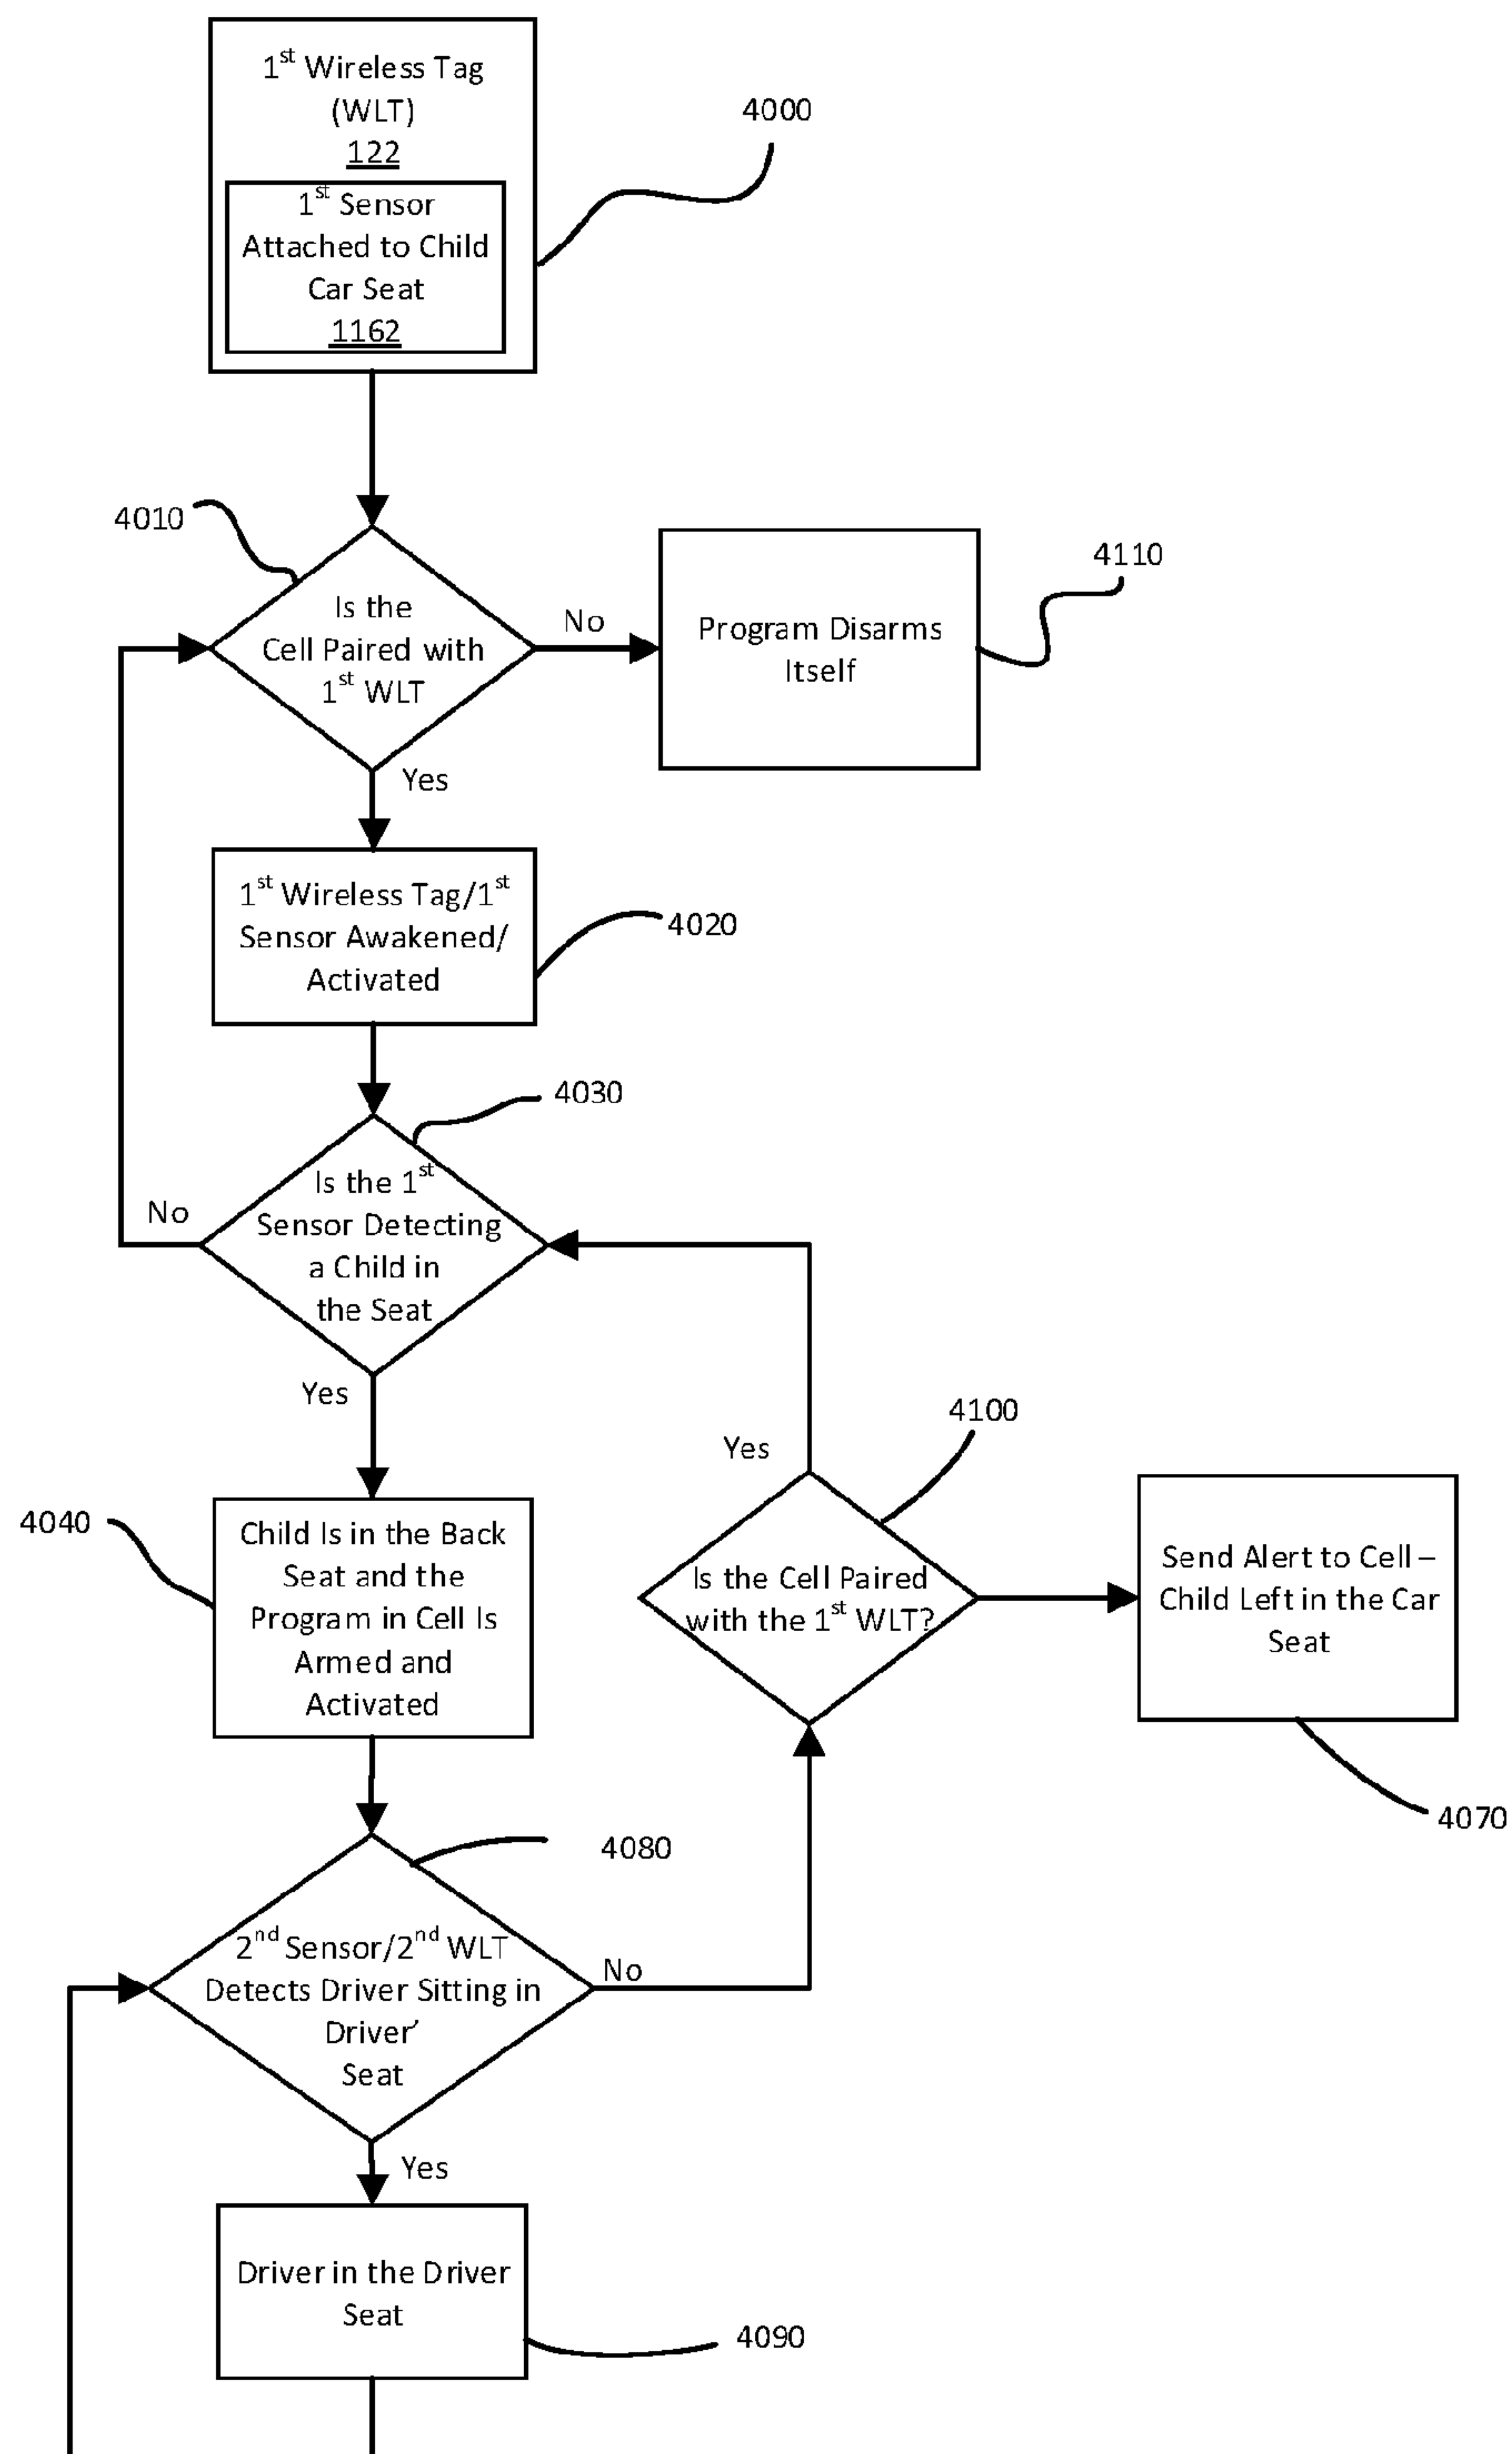 1st Wireless Tag
(WLT)
122
4000
1st Sensor
Attached to Child
Car Seat
1162
4010
Is the
Cell Paired with
1st WLT
No
Program Disarms
Itself
4110
Yes
1st Wireless Tag/1st
Sensor Awakened/
Activated
4020
4030
Is the 1st
Sensor Detecting
a Child in
the Seat
No
Yes
4040
Child Is in the Back
Seat and the
Program in Cell Is
Armed and
Activated
Yes
4100
Is the Cell Paired
with the 1st WLT?
Send Alert to Cell –
Child Left in the Car
Seat
4070
4080
2nd Sensor/2nd WLT
Detects Driver Sitting in
Driver’
Seat
No
Yes
Driver in the Driver
Seat
4090